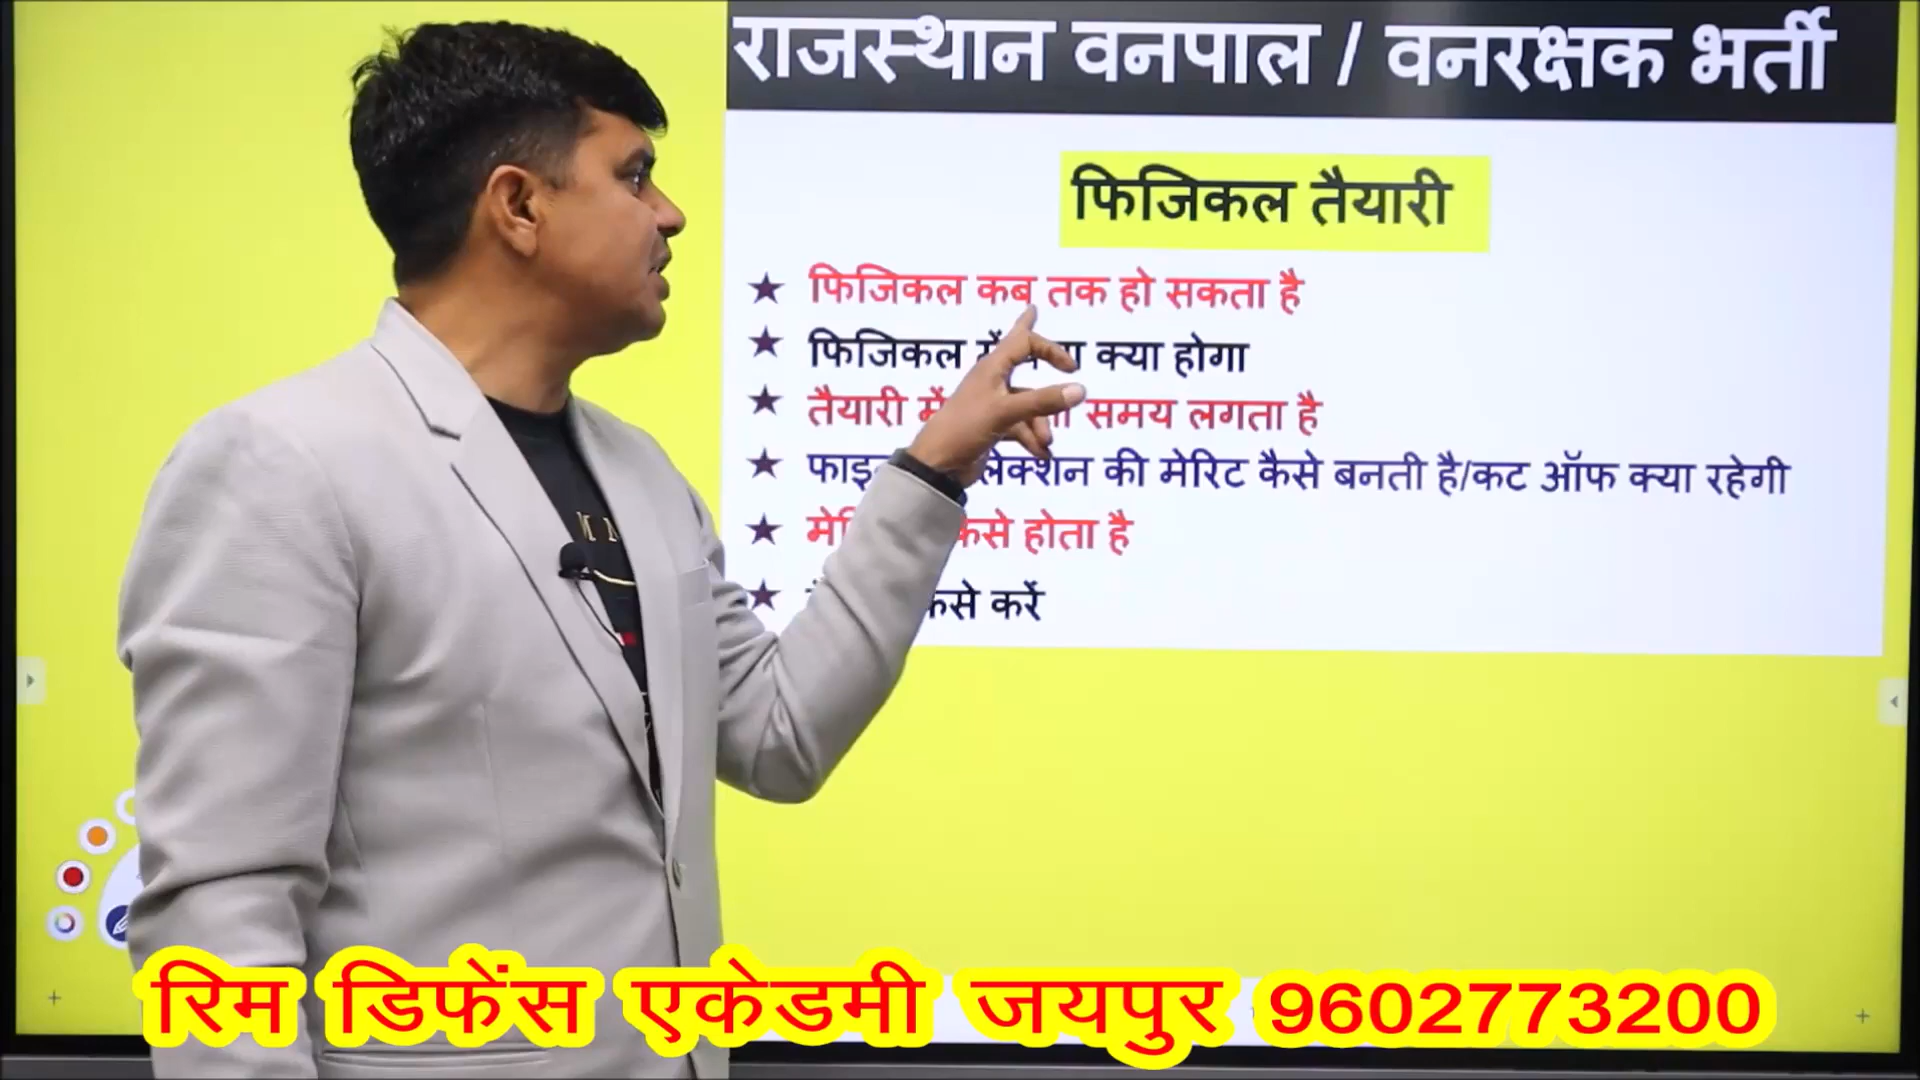 राजस्थान वनपाल / वनरक्षक भर्ती
फिजिकल तैयारी
★ फिजिकल कब तक हो सकता है
★ फिजिकल में क्या होगा
★ तैयारी में समय लगता है
★ की मेरिट कैसे बनती है/कट ऑफ क्या रहेगी
★ कैसे होता है
★ कैसे करें
रिम डिफेंस एकेडमी जयपुर 9602773200